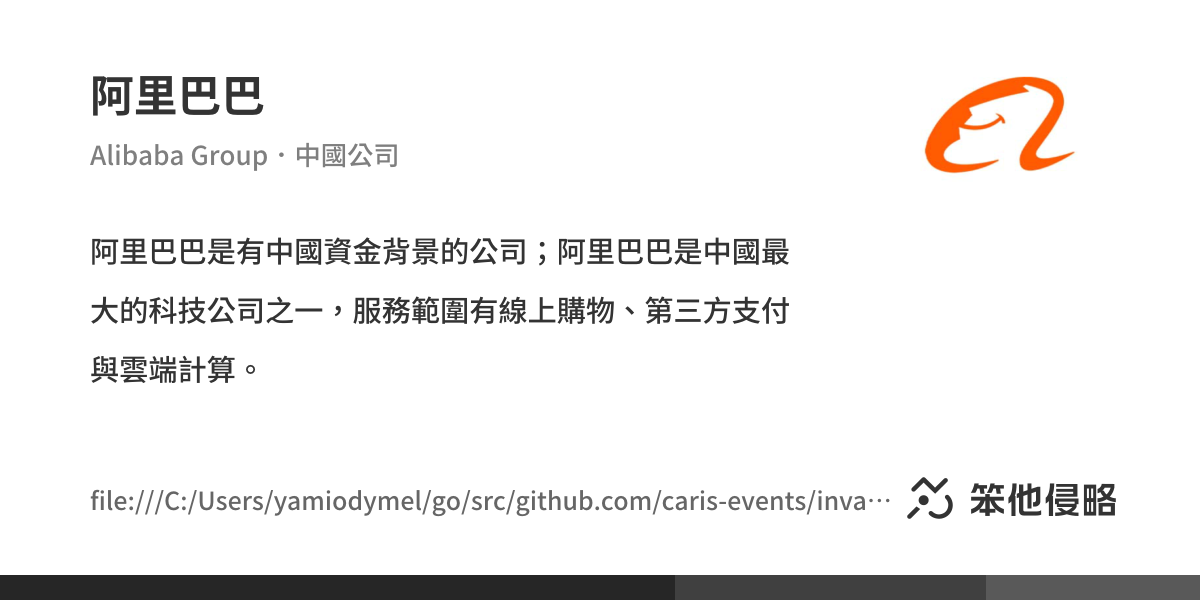 阿里巴巴
Alibaba Group・中國公司
阿里巴巴是有中國資金背景的公司；阿里巴巴是中國最
大的科技公司之一，服務範圍有線上購物、第三方支付
與雲端計算。
file:///C:/Users/yamiodymel/go/src/github.com/caris-events/inva…
笨他侵略